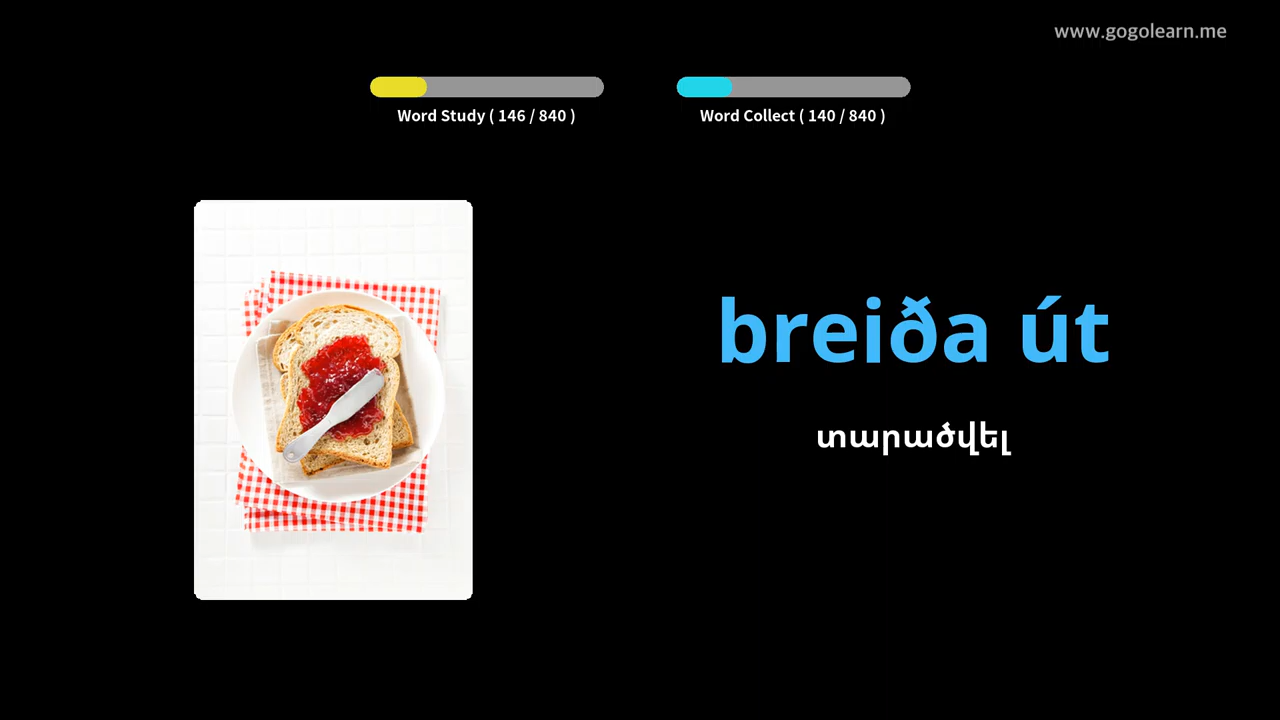 www.gogolearn.me
Word Study ( 146 / 840 )
Word Collect ( 140 / 840 )
breiða út
տարածվել